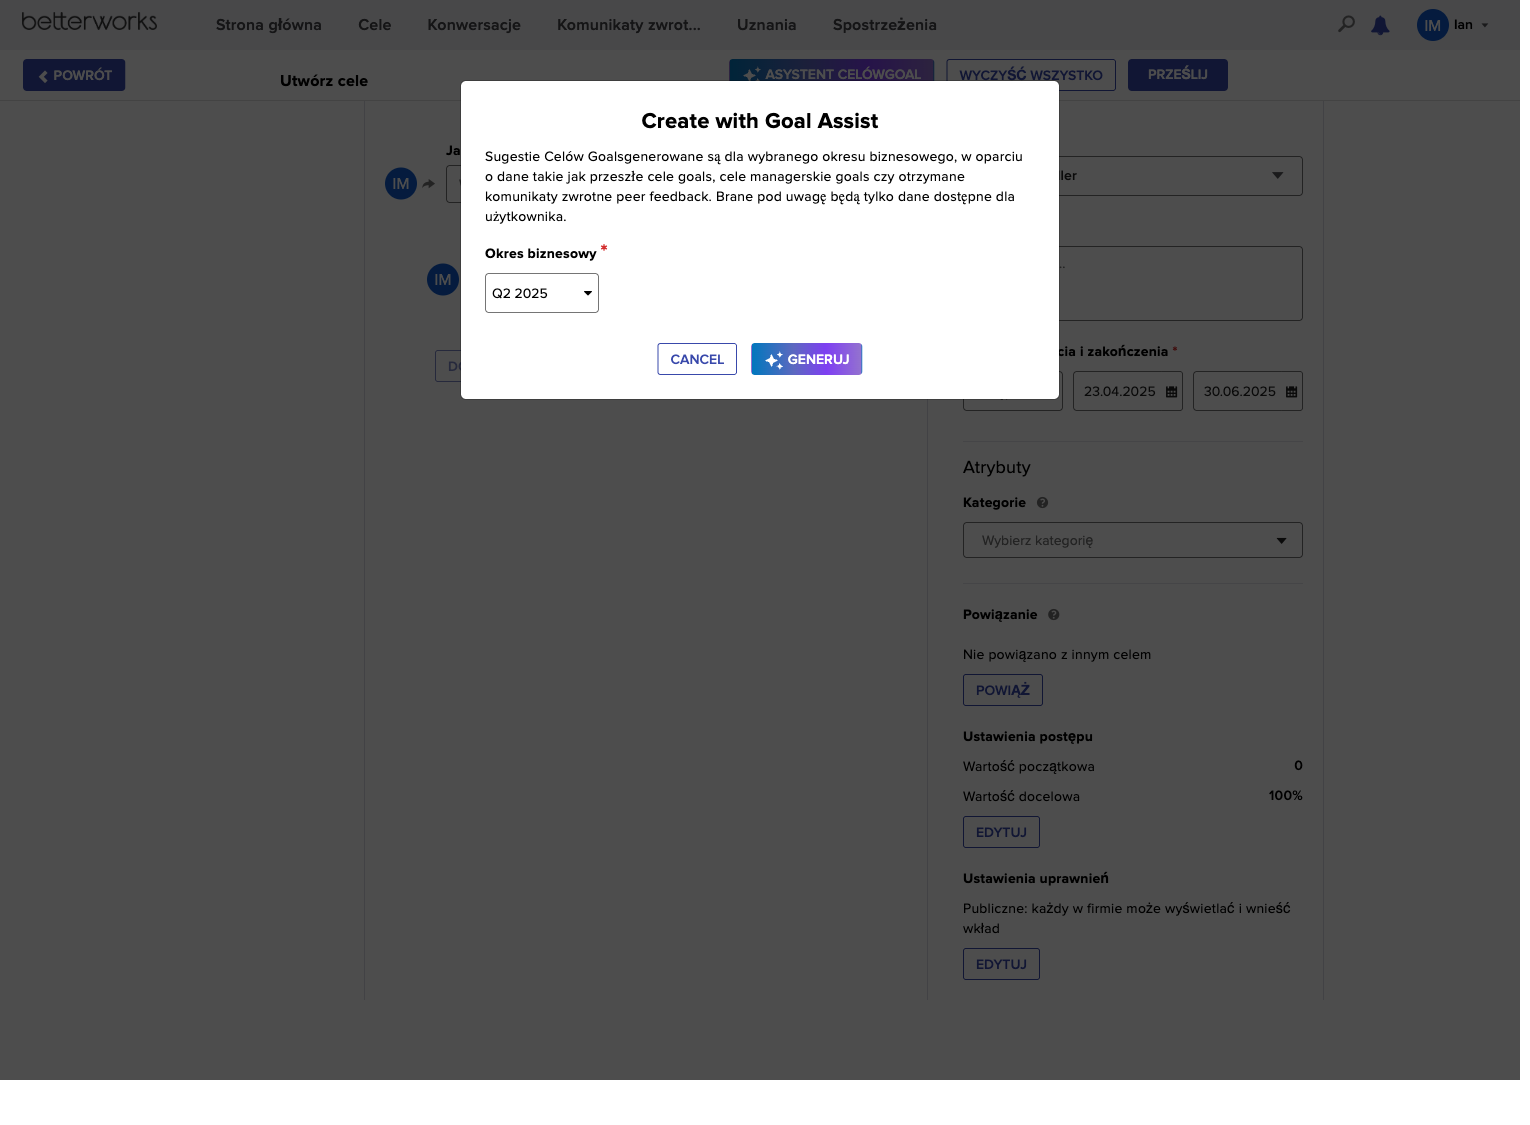 betterworks
Strona główna
Cele
Konwersacje
Komunikaty zwrot...
Uznania
Spostrzeżenia
IM
Ian
POWRÓT
Utwórz cele
ASYSTENT CELÓWGOAL
WYCZYŚĆ WSZYSTKO
PRZEŚLIJ
Create with Goal Assist
Sugestie Celów Goalsgenerowane są dla wybranego okresu biznesowego, w oparciu
o dane takie jak przeszłe cele goals, cele managerskie goals czy otrzymane
komunikaty zwrotne peer feedback. Brane pod uwagę będą tylko dane dostępne dla
użytkownika.
Okres biznesowy *
Q2 2025
CANCEL
GENERUJ
IM
IM
cia i zakończenia *
23.04.2025
30.06.2025
Atrybuty
Kategorie
Wybierz kategorię
Powiązanie
Nie powiązano z innym celem
POWIĄŻ
Ustawienia postępu
Wartość początkowa 0
Wartość docelowa 100%
EDYTUJ
Ustawienia uprawnień
Publiczne: każdy w firmie może wyświetlać i wnieść
wkład
EDYTUJ